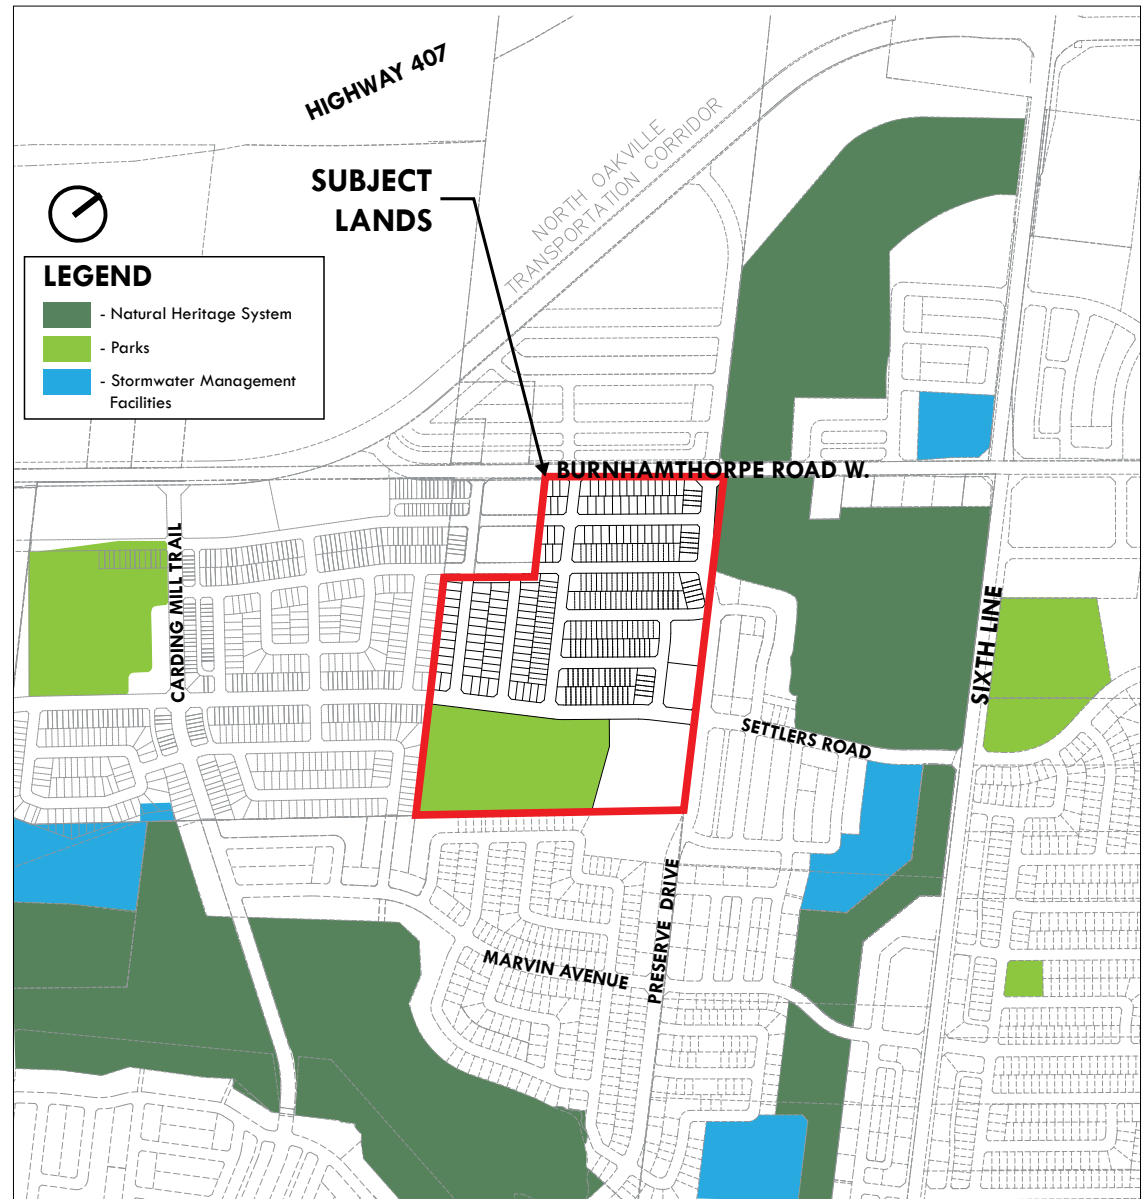 HIGHWAY 407
NORTH OAKVILLE
TRANSPORTATION CORRIDOR
SUBJECT
LANDS
LEGEND
- Natural Heritage System
- Parks
- Stormwater Management
Facilities
BURNHAMTHORPE ROAD W.
CARDING MILL TRAIL
SIXTH LINE
SETTLERS ROAD
PRESERVE DRIVE
MARVIN AVENUE